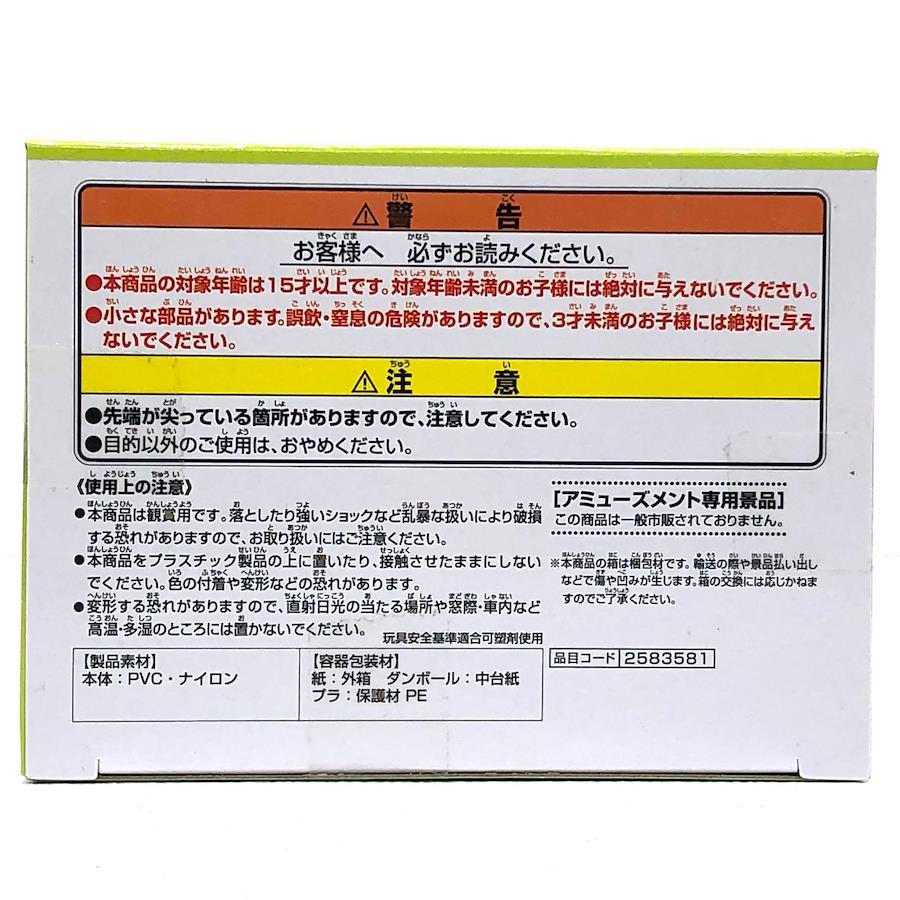 ⚠警告
お客様へ 必ずお読みください。
●本商品の対象年齢は15才以上です。対象年齢未満のお子様には絶対に与えないでください。
●小さな部品があります。誤飲・窒息の危険がありますので、3才未満のお子様には絶対に与え
ないでください。
⚠注意
●先端が尖っている箇所がありますので、注意してください。
●目的以外のご使用は、おやめください。
《使用上の注意》
●本商品は観賞用です。落としたり強いショックなど乱暴な扱いにより破損
する恐れがありますので、お取り扱いにはご注意ください。
●本商品をプラスチック製品の上に置いたり、接触させたままにしない
でください。色の付着や変形などの恐れがあります。
●変形する恐れがありますので、直射日光の当たる場所や窓際・車内など
高温・多湿のところには置かないでください。
玩具安全基準適合可塑剤使用
【製品素材】
本体：PVC・ナイロン
【容器包装材】
紙：外箱 ダンボール：中台紙
プラ：保護材 PE
[アミューズメント専用景品]
この商品は一般市販されておりません。
※本商品の箱は梱包材です。輸送の際や景品払い出し
などで傷や凹みが生じます。箱の交換には応じかねま
すのでご了承ください。
品目コード 2583581